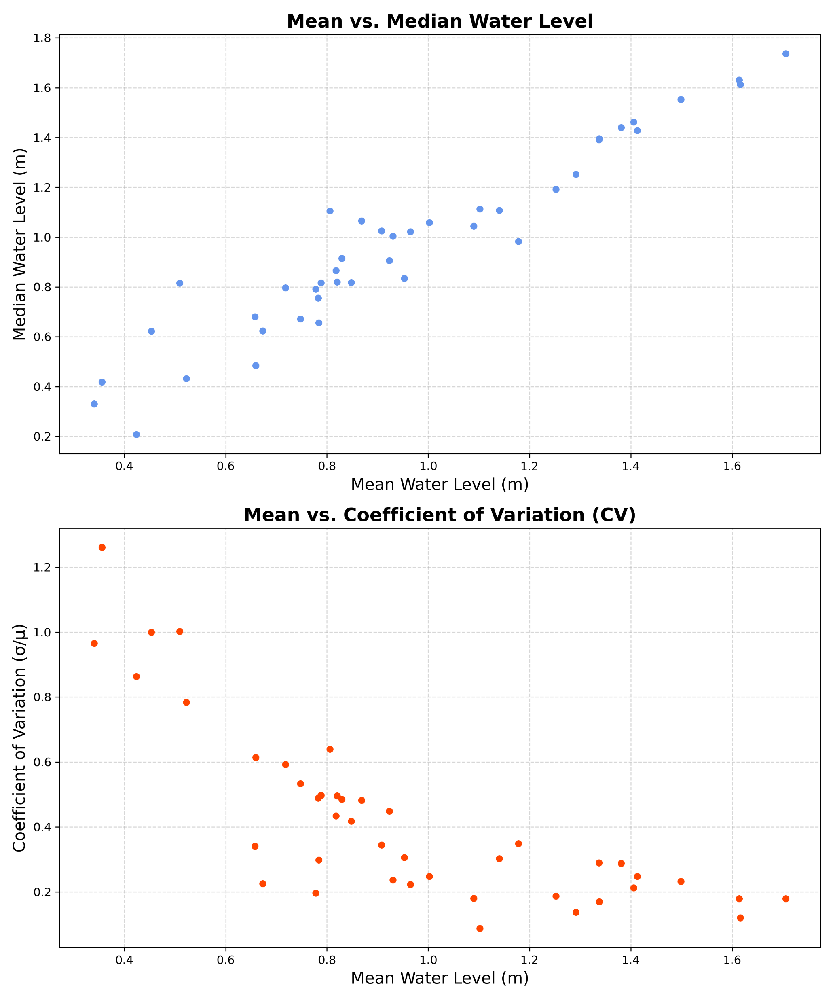 Mean vs. Median Water Level
1.8
1.6
1.4
1.2
1.0
0.8
0.6
0.4
0.2
Median Water Level (m)
0.4 0.6 0.8 1.0 1.2 1.4 1.6
Mean Water Level (m)
Mean vs. Coefficient of Variation (CV)
1.2
1.0
0.8
0.6
0.4
0.2
Coefficient of Variation (σ/μ)
0.4 0.6 0.8 1.0 1.2 1.4 1.6
Mean Water Level (m)